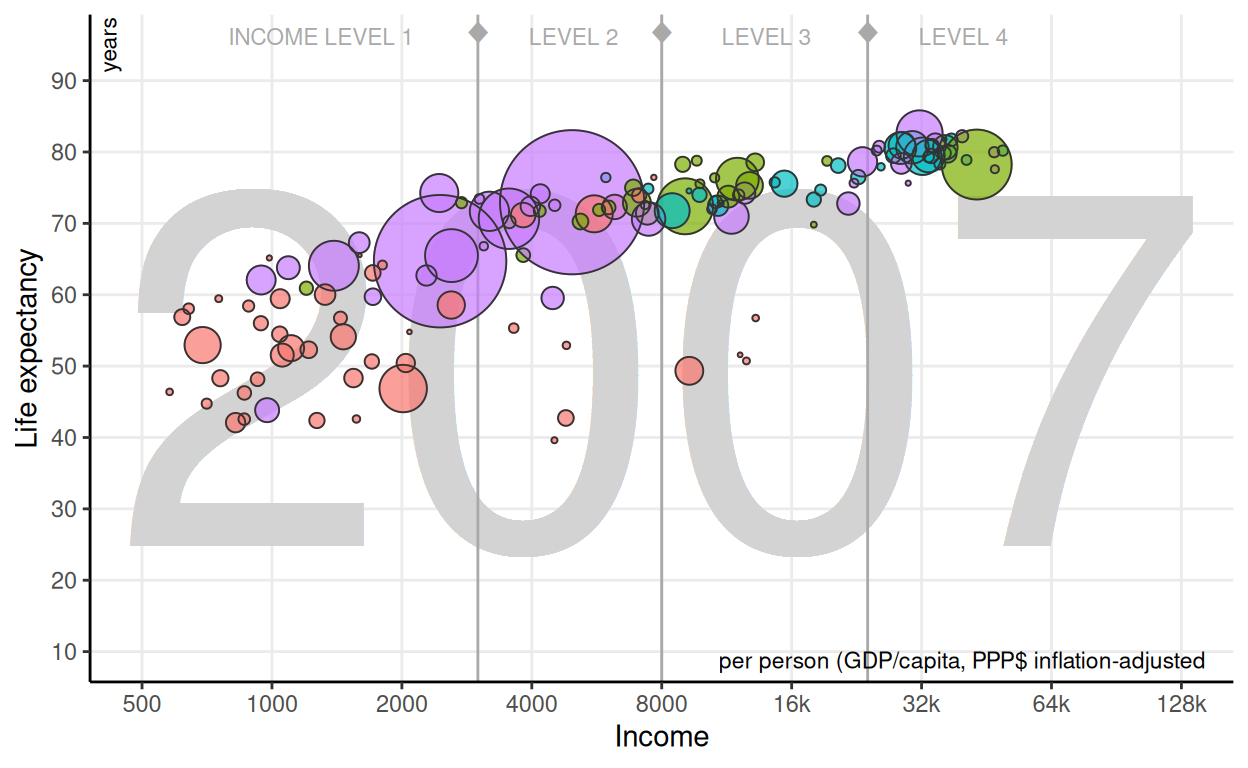 years
INCOME LEVEL 1
LEVEL 2
LEVEL 3
LEVEL 4
2007
Life expectancy
90
80
70
60
50
40
30
20
10
per person (GDP/capita, PPP$ inflation-adjusted
500
1000
2000
4000
8000
16k
32k
64k
128k
Income